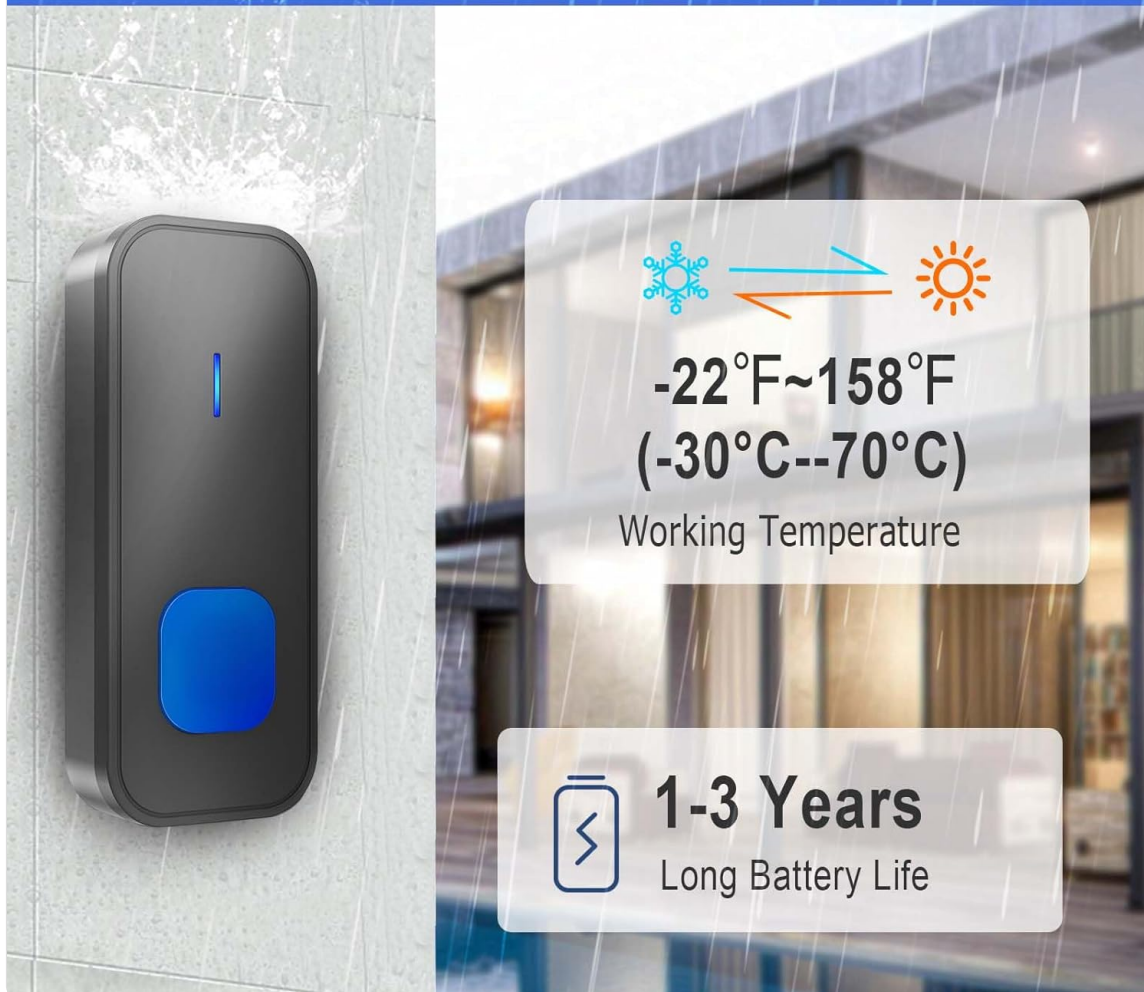 -22°F~158°F
(-30°C--70°C)
Working Temperature
1-3 Years
Long Battery Life